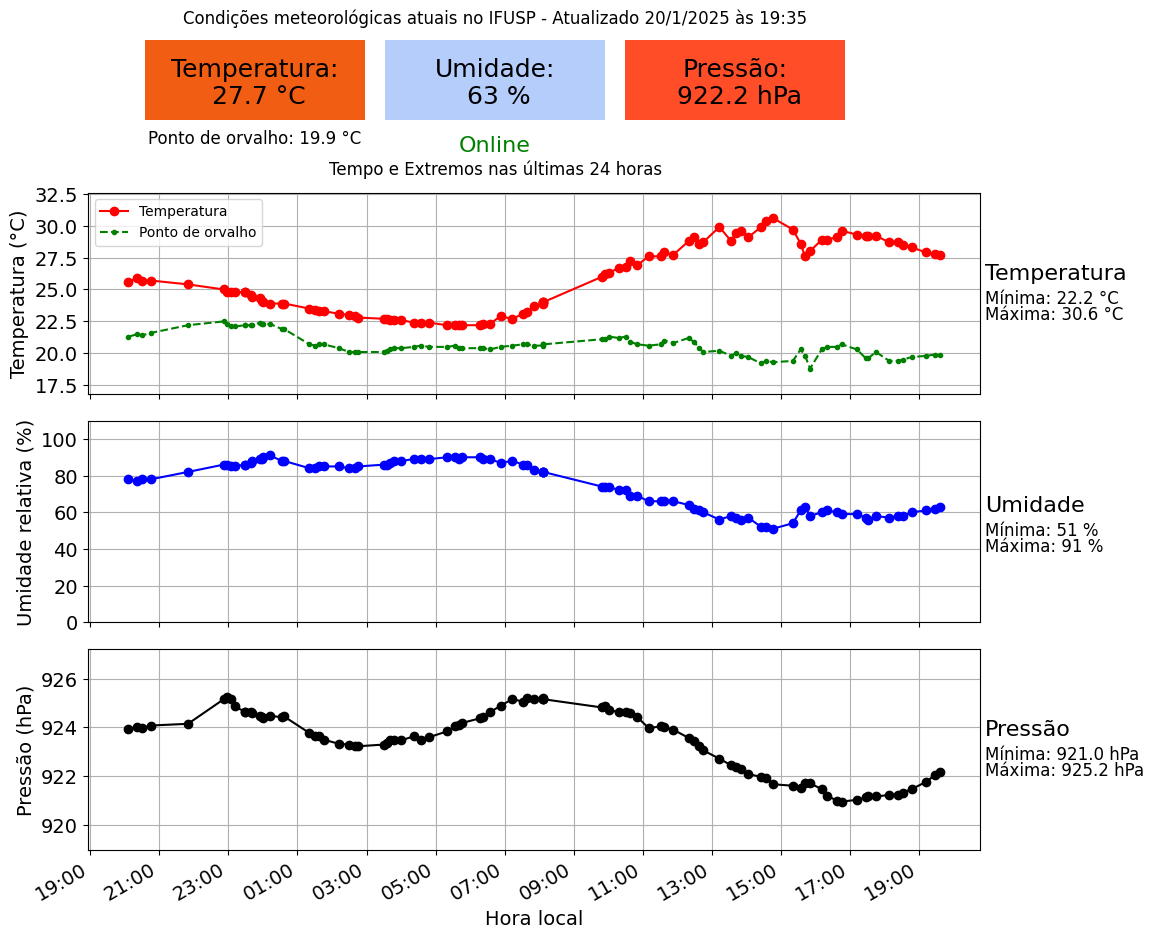 Condições meteorológicas atuais no IFUSP - Atualizado 20/1/2025 às 19:35
Temperatura:
27.7 °C
Umidade:
63 %
Pressão:
922.2 hPa
Ponto de orvalho: 19.9 °C
Online
Tempo e Extremos nas últimas 24 horas
Temperatura (°C)
32.5
30.0
27.5
25.0
22.5
20.0
17.5
Temperatura
Ponto de orvalho
Temperatura
Mínima: 22.2 °C
Máxima: 30.6 °C
Umidade relativa (%)
100
80
60
40
20
0
Umidade
Mínima: 51 %
Máxima: 91 %
Pressão (hPa)
926
924
922
920
Pressão
Mínima: 921.0 hPa
Máxima: 925.2 hPa
19:00
21:00
23:00
01:00
03:00
05:00
07:00
09:00
11:00
13:00
15:00
17:00
19:00
Hora local